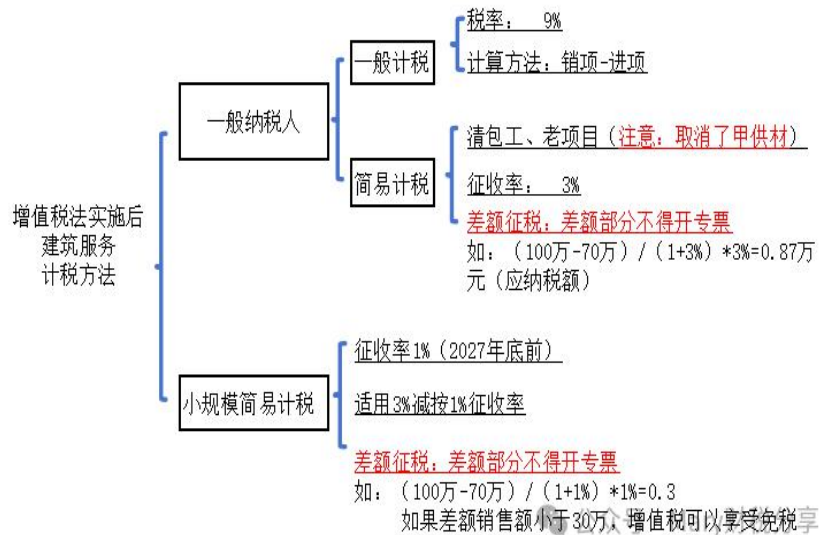 增值税法实施后
建筑服务
计税方法
一般纳税人
一般计税
税率： 9%
计算方法：销项-进项
简易计税
清包工、老项目（注意：取消了甲供材）
征收率： 3%
差额征税：差额部分不得开专票
如：（100万-70万）/（1+3%）*3%=0.87万
元（应纳税额）
小规模简易计税
征收率1%（2027年底前）
适用3%减按1%征收率
差额征税：差额部分不得开专票
如：（100万-70万）/（1+1%）*1%=0.3
如果差额销售额小于30万，增值税可以享受免税